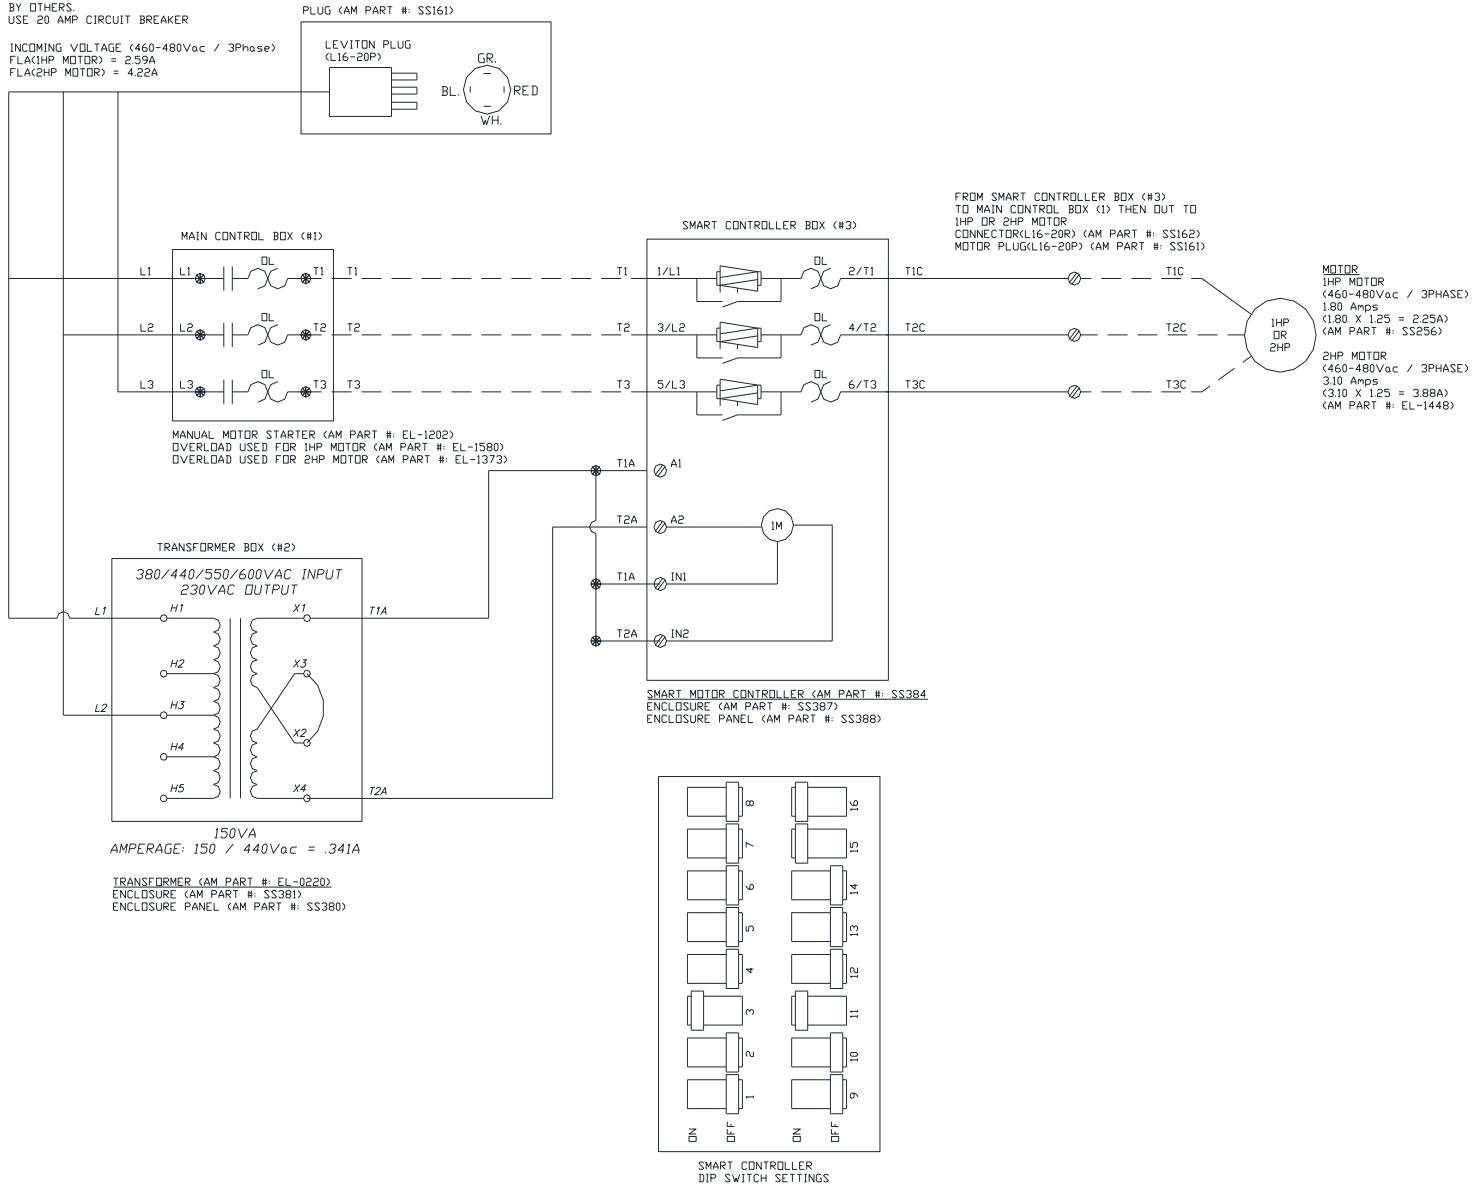 BY OTHERS.
USE 20 AMP CIRCUIT BREAKER
INCOMING VOLTAGE (460-480Vac / 3Phase)
FLA(1HP MOTOR) = 2.59A
FLA(2HP MOTOR) = 4.22A
PLUG (AM PART #: SS161)
LEVITON PLUG
(L16-20P)
GR.
BL.
RED
WH.
MAIN CONTROL BOX (#1)
L1 L1 OL T1 T1
L2 L2 OL T2 T2
L3 L3 OL T3 T3
MANUAL MOTOR STARTER (AM PART #: EL-1202)
OVERLOAD USED FOR 1HP MOTOR (AM PART #: EL-1580)
OVERLOAD USED FOR 2HP MOTOR (AM PART #: EL-1373)
SMART CONTROLLER BOX (#3)
T1 1/L1 OL 2/T1 T1C
T2 3/L2 OL 4/T2 T2C
T3 5/L3 OL 6/T3 T3C
T1A A1
T2A A2
1M
T1A IN1
T2A IN2
SMART MOTOR CONTROLLER (AM PART #: SS384
ENCLOSURE (AM PART #: SS387)
ENCLOSURE PANEL (AM PART #: SS388)
FROM SMART CONTROLLER BOX (#3)
TO MAIN CONTROL BOX (1) THEN OUT TO
1HP OR 2HP MOTOR
CONNECTOR(L16-20R) (AM PART #: SS162)
MOTOR PLUG(L16-20P) (AM PART #: SS161)
T1C
T2C
T3C
1HP
OR
2HP
MOTOR
1HP MOTOR
(460-480Vac / 3PHASE)
1.80 Amps
(1.80 X 1.25 = 2.25A)
(AM PART #: SS256)
2HP MOTOR
(460-480Vac / 3PHASE)
3.10 Amps
(3.10 X 1.25 = 3.88A)
(AM PART #: EL-1448)
TRANSFORMER BOX (#2)
380/440/550/600VAC INPUT
230VAC OUTPUT
L1 H1 X1 T1A
H2 X3
L2 H3
H4 X2
H5 X4 T2A
150VA
AMPERAGE: 150 / 440Vac = .341A
TRANSFORMER (AM PART #: EL-0220)
ENCLOSURE (AM PART #: SS381)
ENCLOSURE PANEL (AM PART #: SS380)
8 16
7 15
6 14
5 13
4 12
3 11
2 10
1 9
ON OFF ON OFF
SMART CONTROLLER
DIP SWITCH SETTINGS